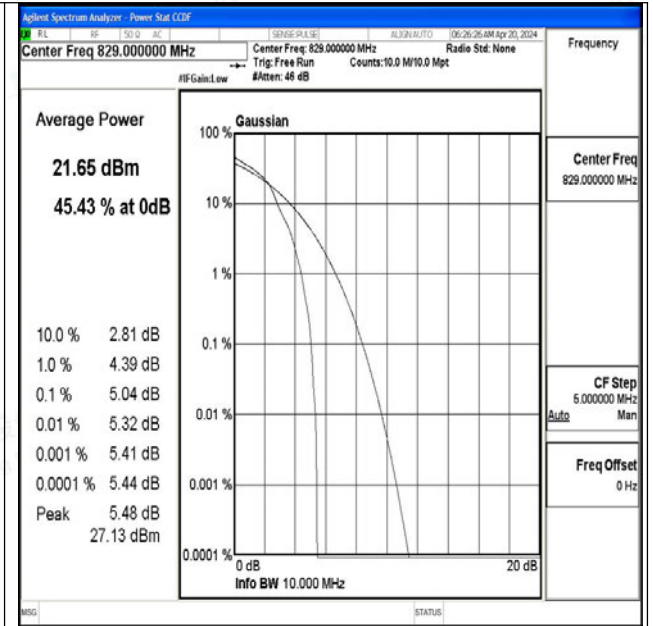 Agilent Spectrum Analyzer - Power Stat CCDF
RL RF 50 Ω AC SENSE:PULSE ALIGN AUTO 06:26:26 AM Apr 20, 2024
Center Freq 829.000000 MHz
Center Freq: 829.000000 MHz Radio Std: None
Trig: Free Run Counts:10.0 M/10.0 Mpt
#IFGain:Low #Atten: 46 dB
Frequency
Average Power
21.65 dBm
45.43 % at 0dB
10.0 % 2.81 dB
1.0 % 4.39 dB
0.1 % 5.04 dB
0.01 % 5.32 dB
0.001 % 5.41 dB
0.0001 % 5.44 dB
Peak 5.48 dB
27.13 dBm
Gaussian
100 %
10 %
1 %
0.1 %
0.01 %
0.001 %
0.0001 %
0 dB 20 dB
Info BW 10.000 MHz
Center Freq
829.000000 MHz
CF Step
5.000000 MHz
Auto Man
Freq Offset
0 Hz
MSG STATUS